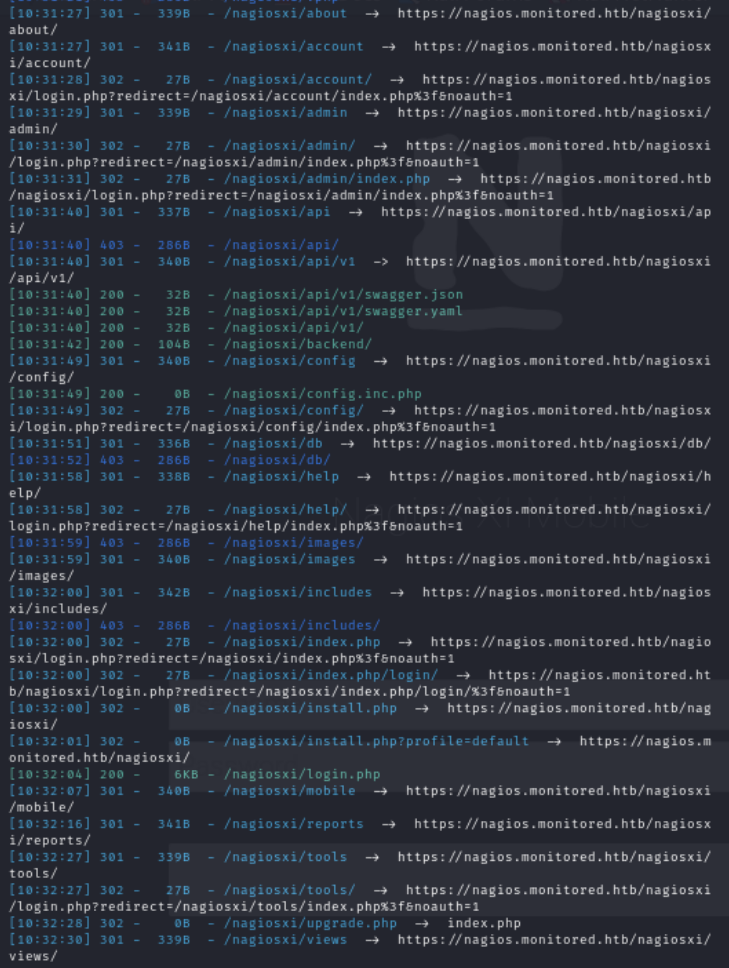 [10:31:27] 301 -  339B  - /nagiosxi/about  →  https://nagios.monitored.htb/nagiosxi/
about/
[10:31:27] 301 -  341B  - /nagiosxi/account  →  https://nagios.monitored.htb/nagiosx
i/account/
[10:31:28] 302 -   27B  - /nagiosxi/account/  →  https://nagios.monitored.htb/nagios
xi/login.php?redirect=/nagiosxi/account/index.php%3f&noauth=1
[10:31:29] 301 -  339B  - /nagiosxi/admin  →  https://nagios.monitored.htb/nagiosxi/
admin/
[10:31:30] 302 -   27B  - /nagiosxi/admin/  →  https://nagios.monitored.htb/nagiosxi
/login.php?redirect=/nagiosxi/admin/index.php%3f&noauth=1
[10:31:31] 302 -   27B  - /nagiosxi/admin/index.php  →  https://nagios.monitored.htb
/nagiosxi/login.php?redirect=/nagiosxi/admin/index.php%3f&noauth=1
[10:31:40] 301 -  337B  - /nagiosxi/api  →  https://nagios.monitored.htb/nagiosxi/ap
i/
[10:31:40] 403 -  286B  - /nagiosxi/api/
[10:31:40] 301 -  340B  - /nagiosxi/api/v1  ->  https://nagios.monitored.htb/nagiosxi
/api/v1/
[10:31:40] 200 -   32B  - /nagiosxi/api/v1/swagger.json
[10:31:40] 200 -   32B  - /nagiosxi/api/v1/swagger.yaml
[10:31:40] 200 -   32B  - /nagiosxi/api/v1/
[10:31:42] 200 -  104B  - /nagiosxi/backend/
[10:31:49] 301 -  340B  - /nagiosxi/config  →  https://nagios.monitored.htb/nagiosxi
/config/
[10:31:49] 200 -    0B  - /nagiosxi/config.inc.php
[10:31:49] 302 -   27B  - /nagiosxi/config/  →  https://nagios.monitored.htb/nagiosx
i/login.php?redirect=/nagiosxi/config/index.php%3f&noauth=1
[10:31:51] 301 -  336B  - /nagiosxi/db  →  https://nagios.monitored.htb/nagiosxi/db/
[10:31:52] 403 -  286B  - /nagiosxi/db/
[10:31:58] 301 -  338B  - /nagiosxi/help  →  https://nagios.monitored.htb/nagiosxi/h
elp/
[10:31:58] 302 -   27B  - /nagiosxi/help/  →  https://nagios.monitored.htb/nagiosxi/
login.php?redirect=/nagiosxi/help/index.php%3f&noauth=1
[10:31:59] 403 -  286B  - /nagiosxi/images/
[10:31:59] 301 -  340B  - /nagiosxi/images  →  https://nagios.monitored.htb/nagiosxi
/images/
[10:32:00] 301 -  342B  - /nagiosxi/includes  →  https://nagios.monitored.htb/nagios
xi/includes/
[10:32:00] 403 -  286B  - /nagiosxi/includes/
[10:32:00] 302 -   27B  - /nagiosxi/index.php  →  https://nagios.monitored.htb/nagio
sxi/login.php?redirect=/nagiosxi/index.php%3f&noauth=1
[10:32:00] 302 -   27B  - /nagiosxi/index.php/login/  →  https://nagios.monitored.ht
b/nagiosxi/login.php?redirect=/nagiosxi/index.php/login/%3f&noauth=1
[10:32:00] 302 -    0B  - /nagiosxi/install.php  →  https://nagios.monitored.htb/nag
iosxi/
[10:32:01] 302 -    0B  - /nagiosxi/install.php?profile=default  →  https://nagios.m
onitored.htb/nagiosxi/
[10:32:04] 200 -    6KB - /nagiosxi/login.php
[10:32:07] 301 -  340B  - /nagiosxi/mobile  →  https://nagios.monitored.htb/nagiosxi
/mobile/
[10:32:16] 301 -  341B  - /nagiosxi/reports  →  https://nagios.monitored.htb/nagiosx
i/reports/
[10:32:27] 301 -  339B  - /nagiosxi/tools  →  https://nagios.monitored.htb/nagiosxi/
tools/
[10:32:27] 302 -   27B  - /nagiosxi/tools/  →  https://nagios.monitored.htb/nagiosxi
/login.php?redirect=/nagiosxi/tools/index.php%3f&noauth=1
[10:32:28] 302 -    0B  - /nagiosxi/upgrade.php  →  index.php
[10:32:30] 301 -  339B  - /nagiosxi/views  →  https://nagios.monitored.htb/nagiosxi/
views/